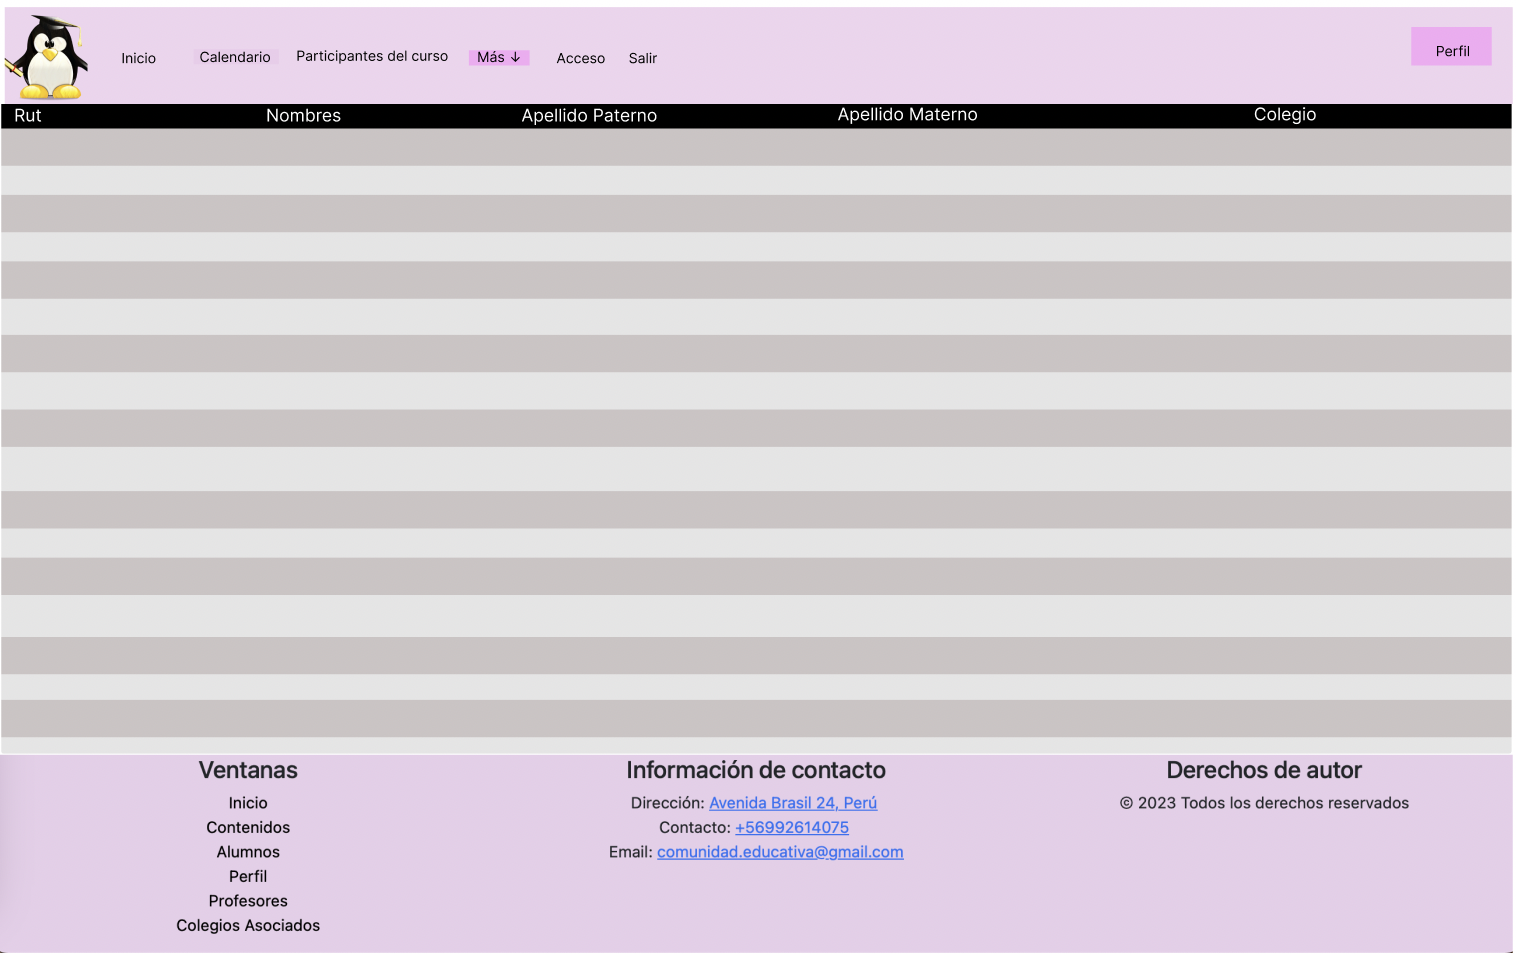 Inicio
Calendario
Participantes del curso
Más ↓
Acceso
Salir
Perfil
Rut
Nombres
Apellido Paterno
Apellido Materno
Colegio
Ventanas
Inicio
Contenidos
Alumnos
Perfil
Profesores
Colegios Asociados
Información de contacto
Dirección: Avenida Brasil 24, Perú
Contacto: +56992614075
Email: comunidad.educativa@gmail.com
Derechos de autor
© 2023 Todos los derechos reservados